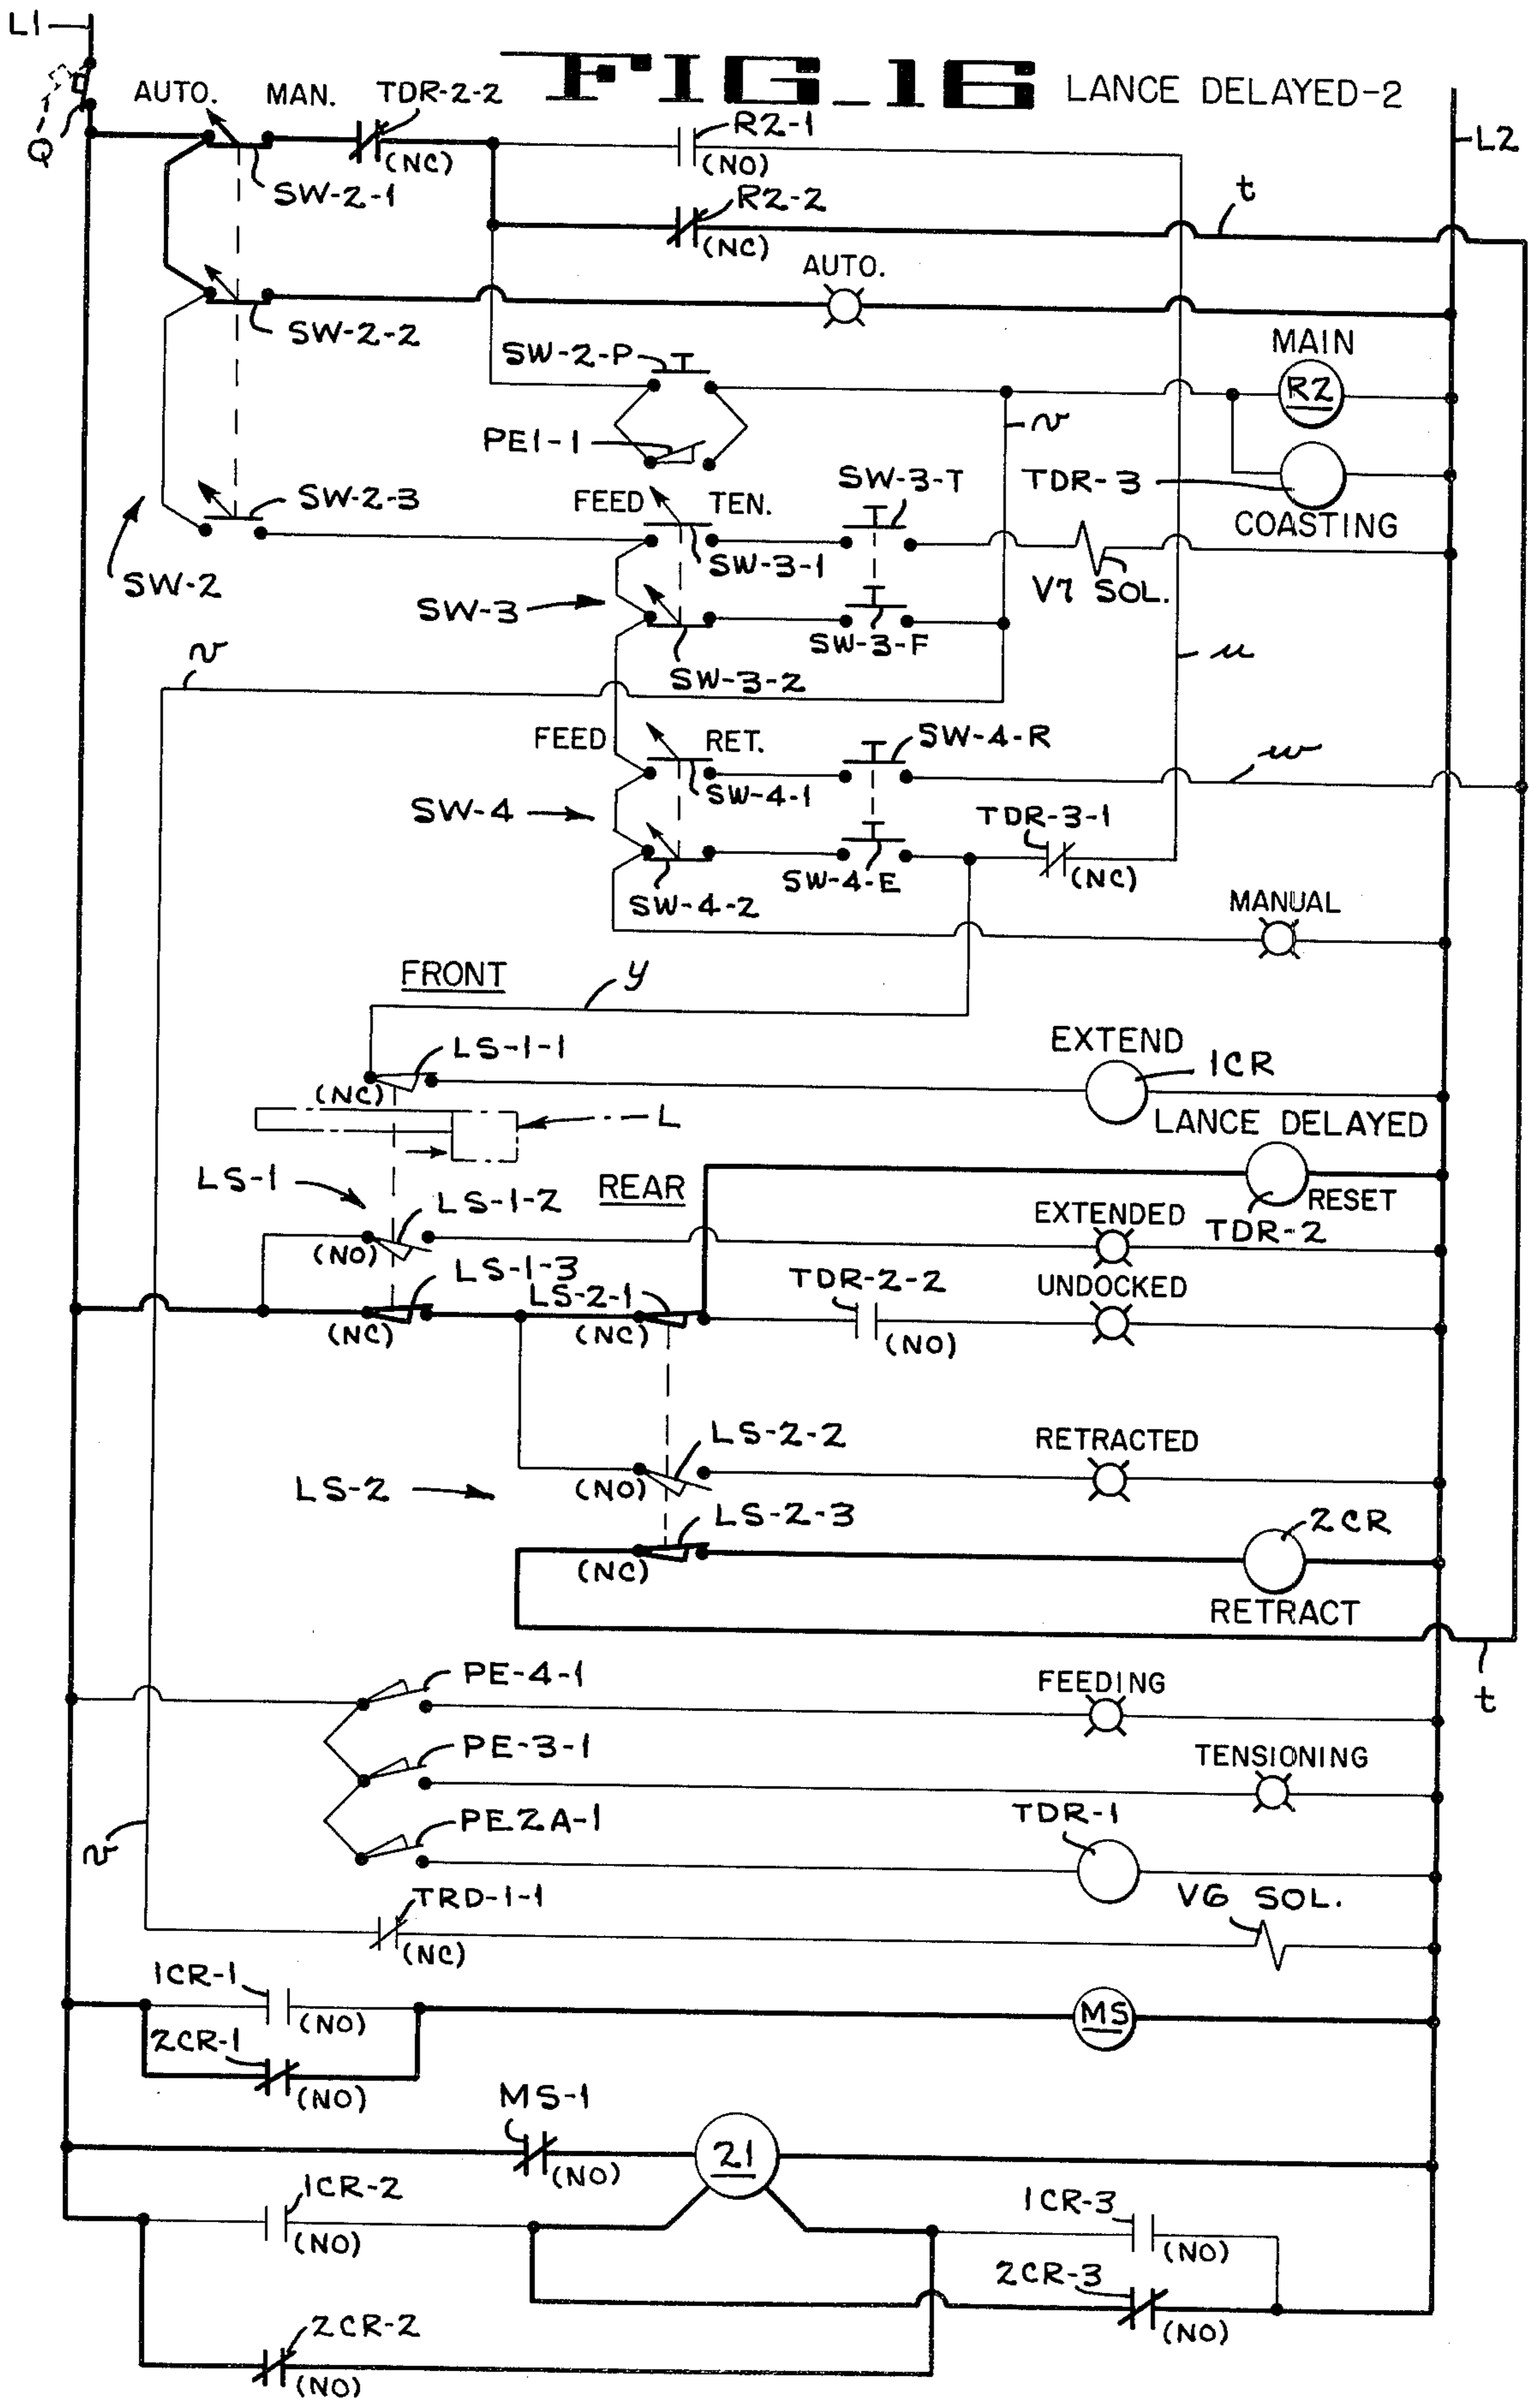 L1
FIG_16 LANCE DELAYED-2
AUTO. MAN. TDR-2-2
R2-1
L2
Q
(NC)
(NO)
SW-2-1
R2-2
t
(NC)
AUTO.
SW-2-2
SW-2-P
MAIN
R2
v
PE1-1
SW-2-3
FEED TEN.
SW-3-T
TDR-3
COASTING
SW-2
SW-3-1
V7 SOL.
SW-3
SW-3-F
v
u
SW-3-2
FEED RET.
SW-4-R
w
SW-4-1
SW-4
TDR-3-1
SW-4-E
(NC)
SW-4-2
MANUAL
FRONT
y
LS-1-1
EXTEND
1CR
(NC)
L
LANCE DELAYED
LS-1
REAR
LS-1-2
RESET
EXTENDED
TDR-2
(NO)
LS-1-3
LS-2-1
TDR-2-2
UNDOCKED
(NC)
(NC)
(NO)
LS-2-2
RETRACTED
LS-2
(NO)
LS-2-3
2CR
(NC)
RETRACT
PE-4-1
FEEDING
t
PE-3-1
TENSIONING
PE2A-1
TDR-1
v
TRD-1-1
V6 SOL.
(NC)
1CR-1
(NO)
MS
2CR-1
(NO)
MS-1
21
(NO)
1CR-2
1CR-3
(NO)
(NO)
2CR-3
2CR-2
(NO)
(NO)